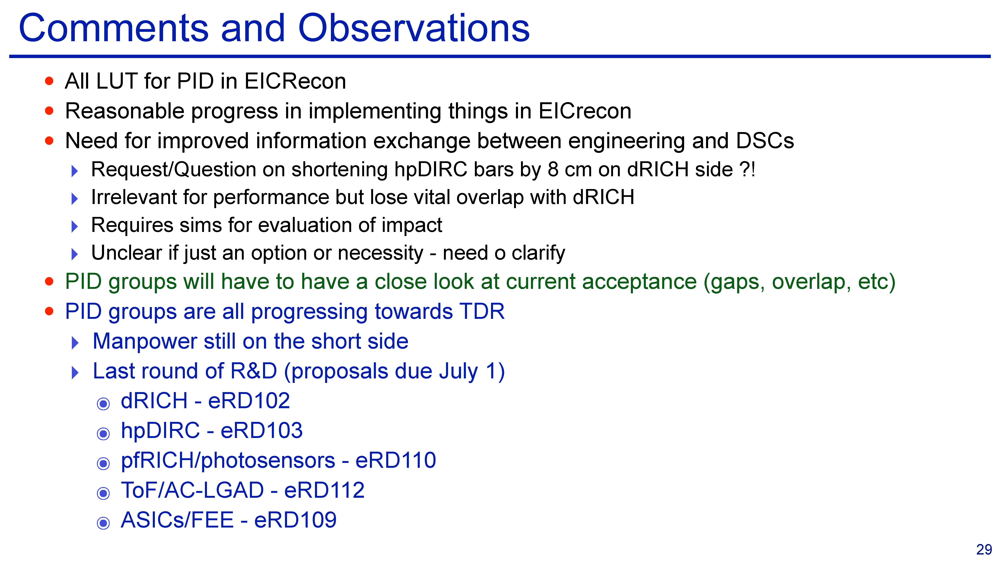 Comments and Observations
• All LUT for PID in EICRecon
• Reasonable progress in implementing things in EICrecon
• Need for improved information exchange between engineering and DSCs
‣ Request/Question on shortening hpDIRC bars by 8 cm on dRICH side ?!
‣ Irrelevant for performance but lose vital overlap with dRICH
‣ Requires sims for evaluation of impact
‣ Unclear if just an option or necessity - need o clarify
• PID groups will have to have a close look at current acceptance (gaps, overlap, etc)
• PID groups are all progressing towards TDR
‣ Manpower still on the short side
‣ Last round of R&D (proposals due July 1)
◉ dRICH - eRD102
◉ hpDIRC - eRD103
◉ pfRICH/photosensors - eRD110
◉ ToF/AC-LGAD - eRD112
◉ ASICs/FEE - eRD109
29